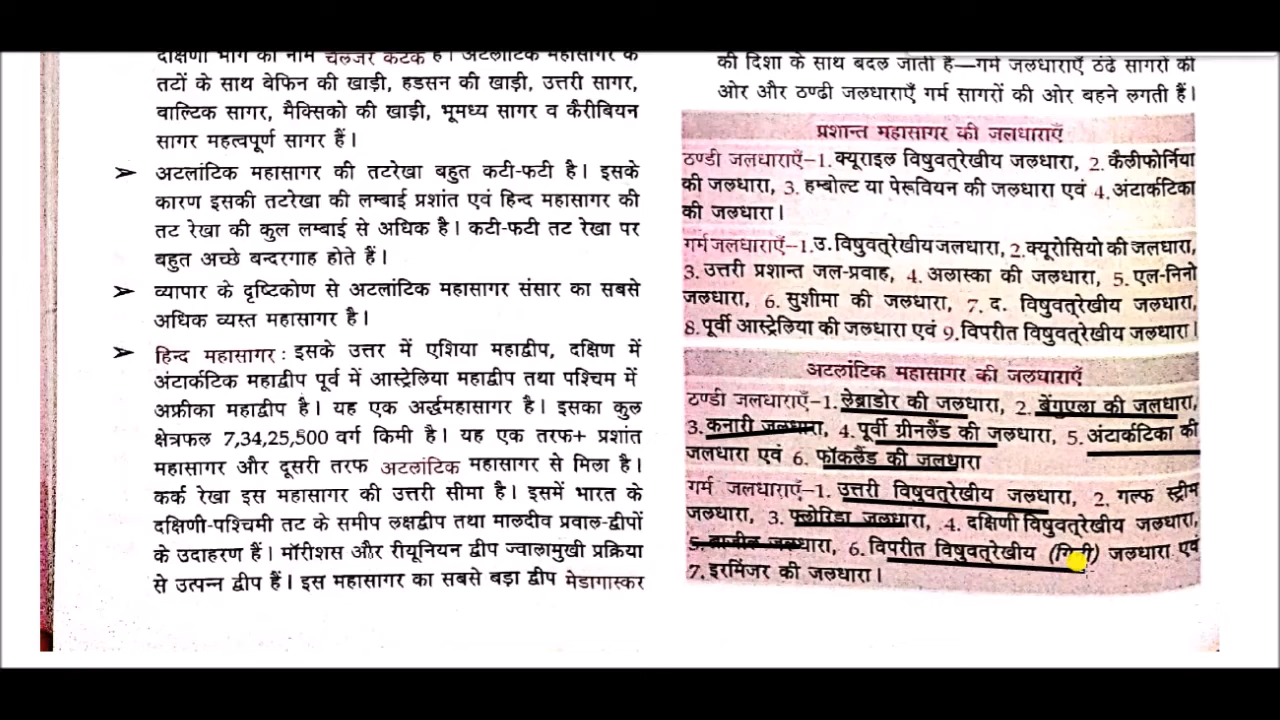 दक्षिणी भाग का नाम चैलेंजर कटक है। अटलांटिक महासागर के
तटों के साथ वेफिन की खाड़ी, हडसन की खाड़ी, उत्तरी सागर,
वाल्टिक सागर, मैक्सिको की खाड़ी, भूमध्य सागर व कैरीबियन
सागर महत्वपूर्ण सागर हैं।
➤ अटलांटिक महासागर की तटरेखा बहुत कटी-फटी है। इसके
कारण इसकी तटरेखा की लम्बाई प्रशांत एवं हिन्द महासागर की
तट रेखा की कुल लम्बाई से अधिक है। कटी-फटी तट रेखा पर
बहुत अच्छे बन्दरगाह होते हैं।
➤ व्यापार के दृष्टिकोण से अटलांटिक महासागर संसार का सबसे
अधिक व्यस्त महासागर है।
➤ हिन्द महासागर : इसके उत्तर में एशिया महाद्वीप, दक्षिण में
अंटार्कटिक महाद्वीप पूर्व में आस्ट्रेलिया महाद्वीप तथा पश्चिम में
अफ्रीका महाद्वीप है। यह एक अर्द्धमहासागर है। इसका कुल
क्षेत्रफल 7,34,25,500 वर्ग किमी है। यह एक तरफ+ प्रशांत
महासागर और दूसरी तरफ अटलांटिक महासागर से मिला है।
कर्क रेखा इस महासागर की उत्तरी सीमा है। इसमें भारत के
दक्षिणी-पश्चिमी तट के समीप लक्षद्वीप तथा मालदीव प्रवाल-द्वीपों
के उदाहरण हैं। मॉरीशस और रीयूनियन द्वीप ज्वालामुखी प्रक्रिया
से उत्पन्न द्वीप हैं। इस महासागर का सबसे बड़ा द्वीप मेडागास्कर
की दिशा के साथ बदल जाती है—गर्म जलधाराएँ ठंढे सागरों की
ओर और ठण्ढी जलधाराएँ गर्म सागरों की ओर बहने लगती हैं।
प्रशान्त महासागर की जलधाराएँ
ठण्डी जलधाराएँ–1. क्यूराइल विषुवत्‌रेखीय जलधारा, 2. कैलीफोर्निया
की जलधारा, 3. हम्बोल्ट या पेरूवियन की जलधारा एवं 4. अंटार्कटिका
की जलधारा।
गर्म जलधाराएँ–1. उ. विषुवत्‌रेखीय जलधारा, 2. क्यूरोसियो की जलधारा,
3. उत्तरी प्रशान्त जल-प्रवाह, 4. अलास्का की जलधारा, 5. एल-निनो
जलधारा, 6. सुशीमा की जलधारा, 7. द. विषुवत्‌रेखीय जलधारा,
8. पूर्वी आस्ट्रेलिया की जलधारा एवं 9. विपरीत विषुवत्‌रेखीय जलधारा।
अटलांटिक महासागर की जलधाराएँ
ठण्डी जलधाराएँ–1. लेब्राडोर की जलधारा, 2. बेंगुएला की जलधारा,
3. कनारी जलधारा, 4. पूर्वी ग्रीनलैंड की जलधारा, 5. अंटार्कटिका की
जलधारा एवं 6. फॉकलैंड की जलधारा
गर्म जलधाराएँ–1. उत्तरी विषुवत्‌रेखीय जलधारा, 2. गल्फ स्ट्रीम
जलधारा, 3. फ्लोरिडा जलधारा, 4. दक्षिणी विषुवत्‌रेखीय जलधारा,
5. ब्राजील जलधारा, 6. विपरीत विषुवत्‌रेखीय (गिनी) जलधारा एवं
7. इरमिंजर की जलधारा।